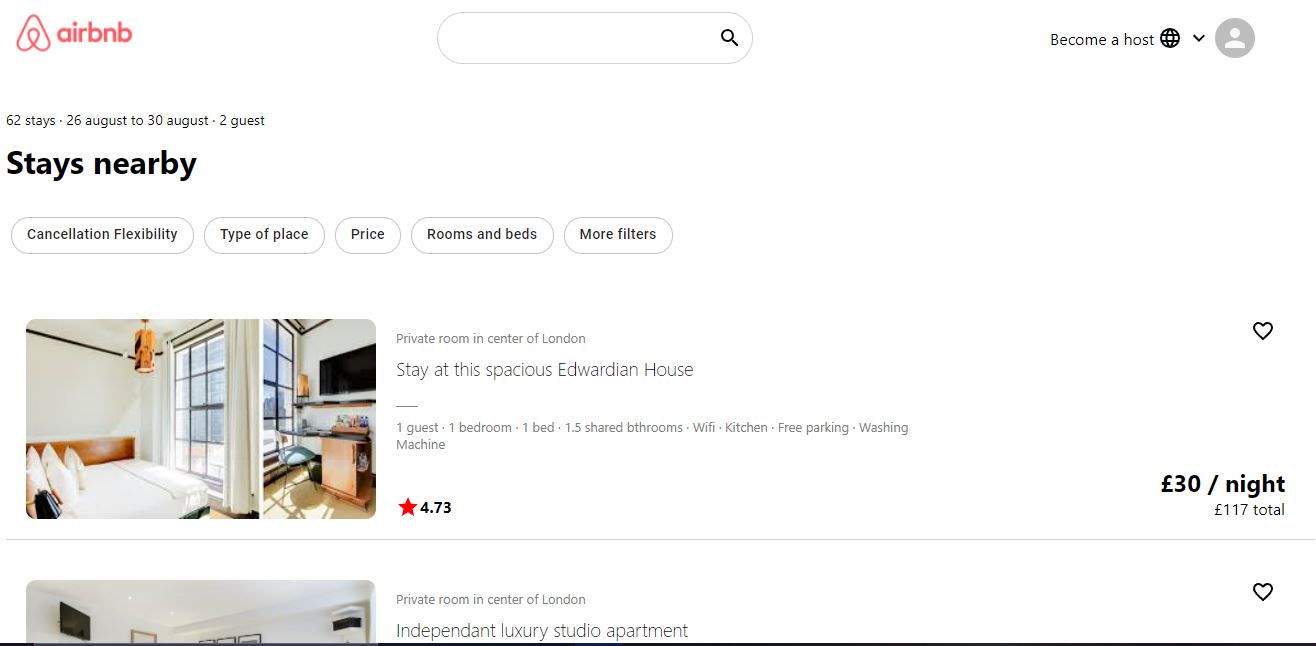 airbnb
Become a host
62 stays · 26 august to 30 august · 2 guest
Stays nearby
Cancellation Flexibility
Type of place
Price
Rooms and beds
More filters
Private room in center of London
Stay at this spacious Edwardian House
1 guest · 1 bedroom · 1 bed · 1.5 shared bthrooms · Wifi · Kitchen · Free parking · Washing
Machine
4.73
£30 / night
£117 total
Private room in center of London
Independant luxury studio apartment